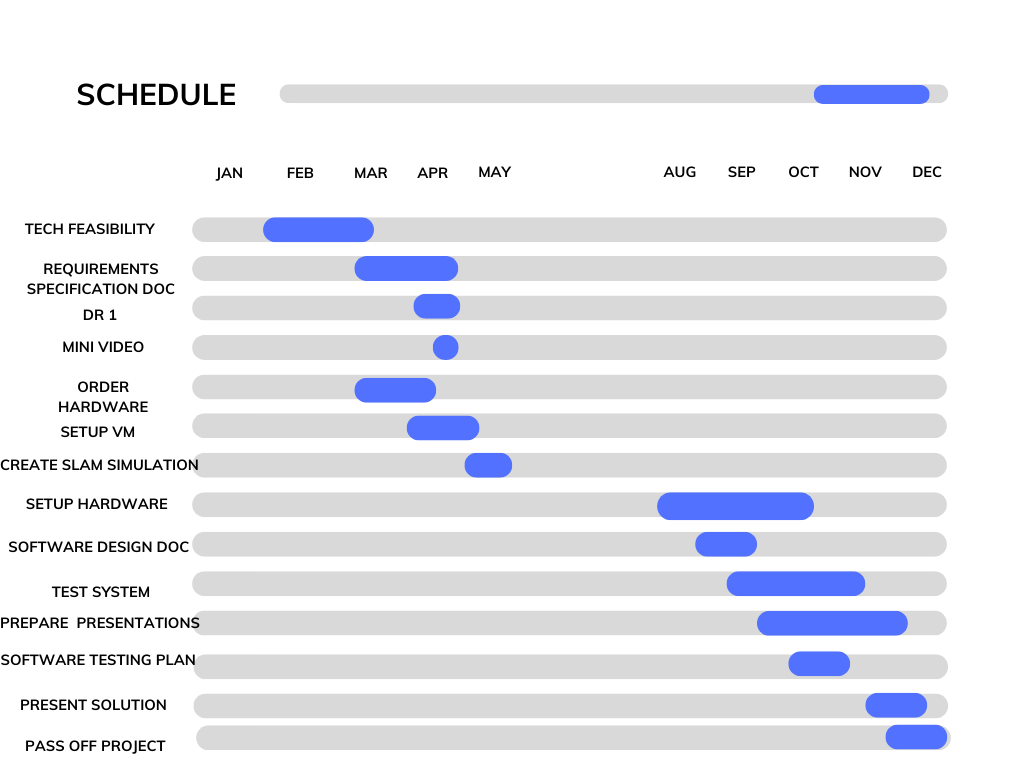 SCHEDULE
JAN FEB MAR APR MAY AUG SEP OCT NOV DEC
TECH FEASIBILITY
REQUIREMENTS
SPECIFICATION DOC
DR 1
MINI VIDEO
ORDER
HARDWARE
SETUP VM
CREATE SLAM SIMULATION
SETUP HARDWARE
SOFTWARE DESIGN DOC
TEST SYSTEM
PREPARE PRESENTATIONS
SOFTWARE TESTING PLAN
PRESENT SOLUTION
PASS OFF PROJECT